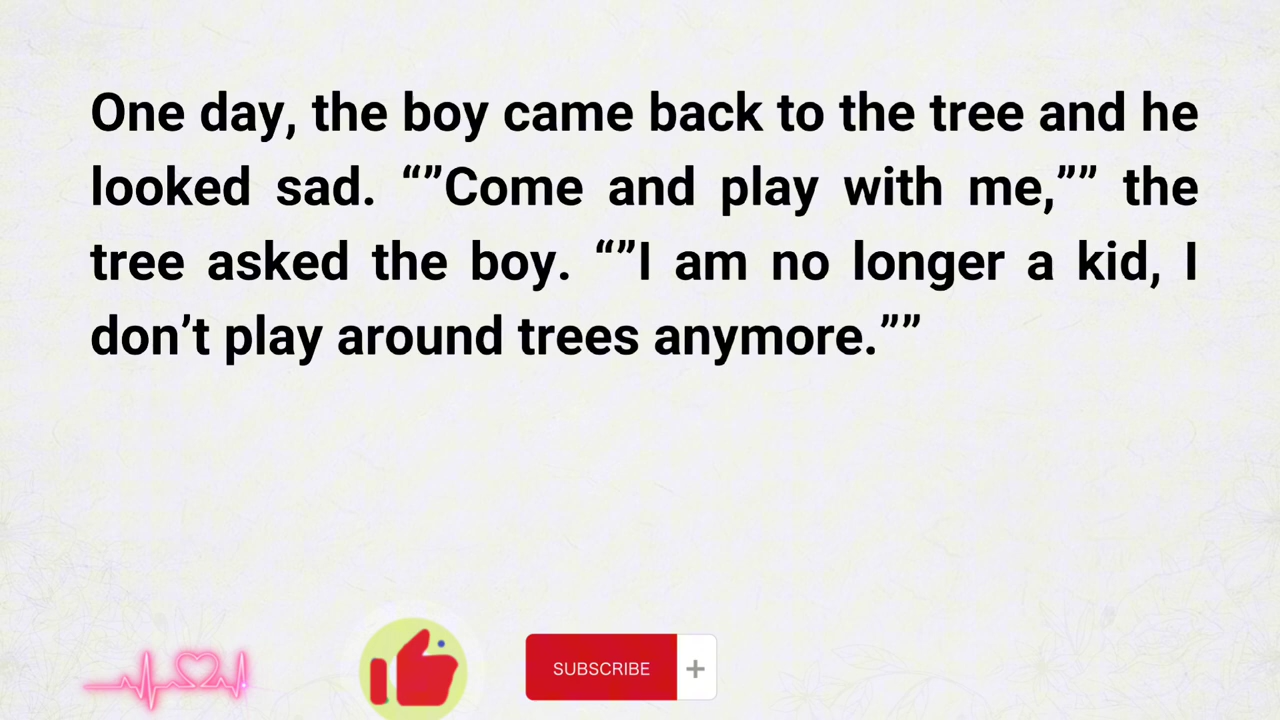 One day, the boy came back to the tree and he
looked sad. “”Come and play with me,”” the
tree asked the boy. “”I am no longer a kid, I
don’t play around trees anymore.””
SUBSCRIBE +